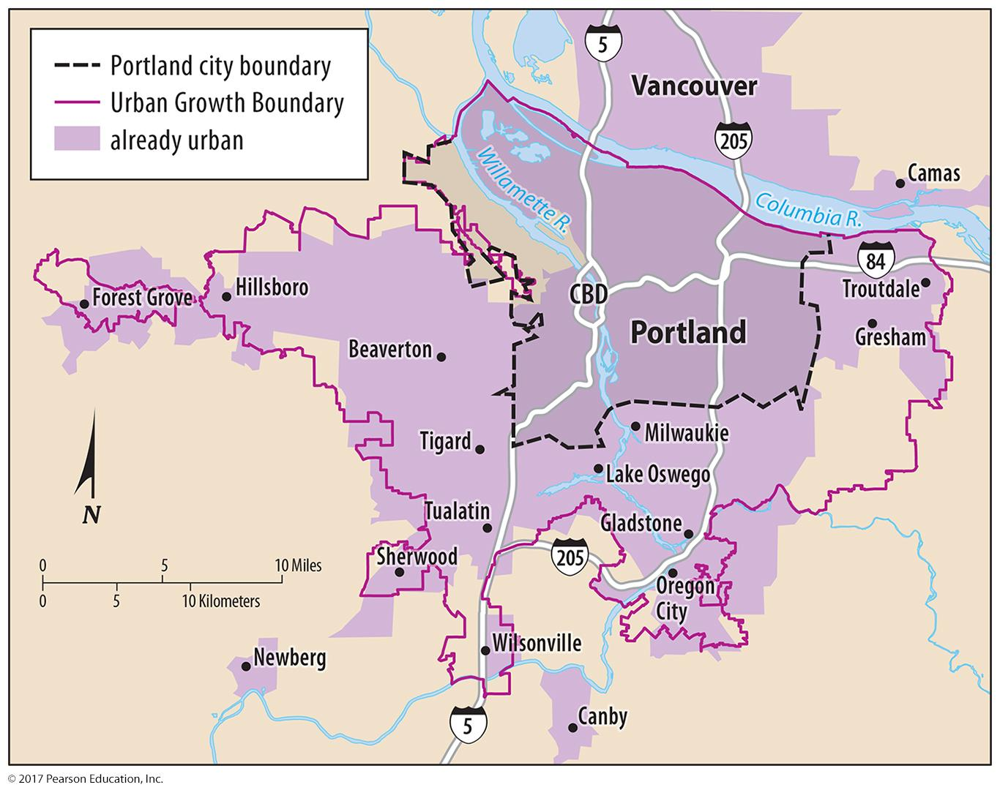 Portland city boundary
Urban Growth Boundary
already urban
5
Vancouver
205
Camas
Willamette R.
Columbia R.
84
Troutdale
Forest Grove
Hillsboro
CBD
Portland
Gresham
Beaverton
Tigard
Milwaukie
Lake Oswego
N
Tualatin
Gladstone
Sherwood
205
0 5 10 Miles
0 5 10 Kilometers
Oregon
City
Wilsonville
Newberg
Canby
5
© 2017 Pearson Education, Inc.